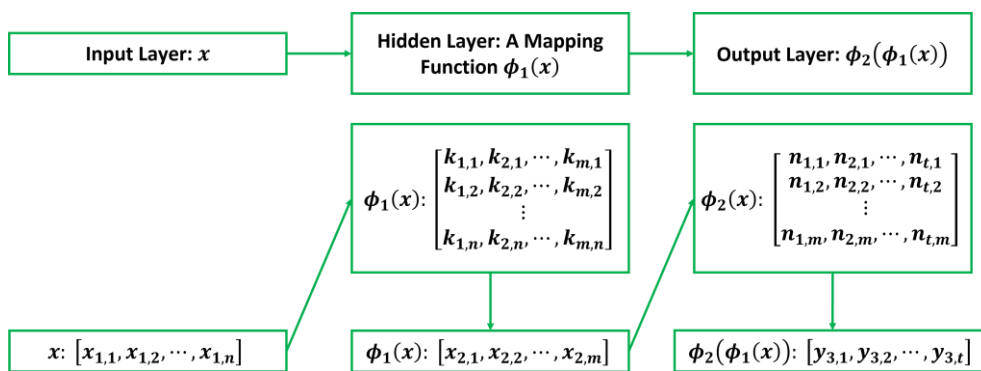 Input Layer: x
Hidden Layer: A Mapping
Function ϕ₁(x)
Output Layer: ϕ₂(ϕ₁(x))
ϕ₁(x): [k₁,₁, k₂,₁, ⋯, kₘ,₁
k₁,₂, k₂,₂, ⋯, kₘ,₂
⋮
k₁,ₙ, k₂,ₙ, ⋯, kₘ,ₙ]
ϕ₂(x): [n₁,₁, n₂,₁, ⋯, nₜ,₁
n₁,₂, n₂,₂, ⋯, nₜ,₂
⋮
n₁,ₘ, n₂,ₘ, ⋯, nₜ,ₘ]
x: [x₁,₁, x₁,₂, ⋯, x₁,ₙ]
ϕ₁(x): [x₂,₁, x₂,₂, ⋯, x₂,ₘ]
ϕ₂(ϕ₁(x)): [y₃,₁, y₃,₂, ⋯, y₃,ₜ]